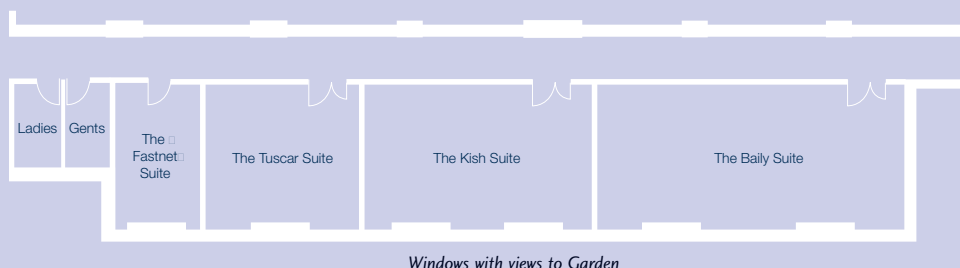 Ladies
Gents
The
Fastnet
Suite
The Tuscar Suite
The Kish Suite
The Baily Suite
Windows with views to Garden